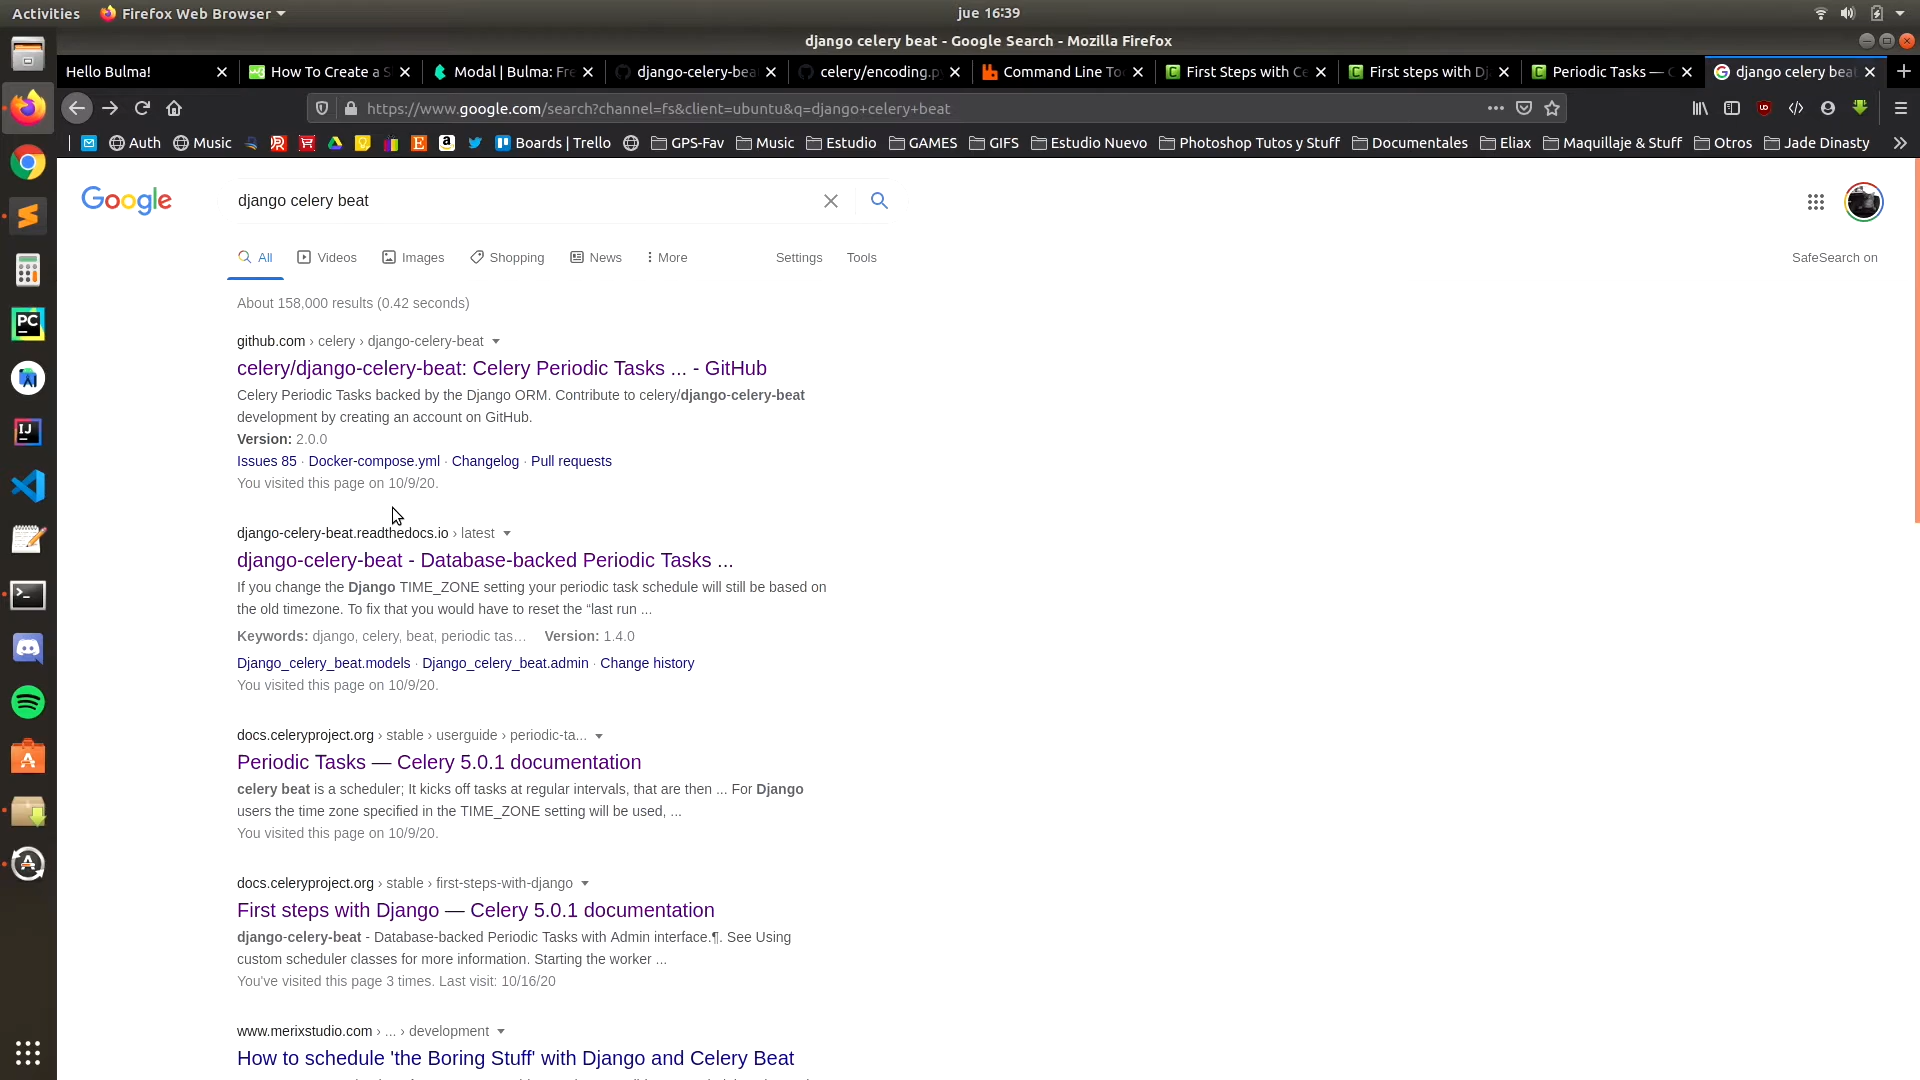 Activities Firefox Web Browser jue 16:39
django celery beat - Google Search - Mozilla Firefox
Hello Bulma! How To Create a S Modal | Bulma: Fre django-celery-bea celery/encoding.p Command Line To First Steps with Ce First steps with Dj Periodic Tasks — C django celery bea
https://www.google.com/search?channel=fs&client=ubuntu&q=django+celery+beat
Auth Music Boards | Trello GPS-Fav Music Estudio GAMES GIFS Estudio Nuevo Photoshop Tutos y Stuff Documentales Eliax Maquillaje & Stuff Otros Jade Dinasty
Google django celery beat
All Videos Images Shopping News More Settings Tools SafeSearch on
About 158,000 results (0.42 seconds)
github.com › celery › django-celery-beat
celery/django-celery-beat: Celery Periodic Tasks ... - GitHub
Celery Periodic Tasks backed by the Django ORM. Contribute to celery/django-celery-beat
development by creating an account on GitHub.
Version: 2.0.0
Issues 85 · Docker-compose.yml · Changelog · Pull requests
You visited this page on 10/9/20.
django-celery-beat.readthedocs.io › latest
django-celery-beat - Database-backed Periodic Tasks ...
If you change the Django TIME_ZONE setting your periodic task schedule will still be based on
the old timezone. To fix that you would have to reset the “last run ...
Keywords: django, celery, beat, periodic tas… Version: 1.4.0
Django_celery_beat.models · Django_celery_beat.admin · Change history
You visited this page on 10/9/20.
docs.celeryproject.org › stable › userguide › periodic-ta...
Periodic Tasks — Celery 5.0.1 documentation
celery beat is a scheduler; It kicks off tasks at regular intervals, that are then ... For Django
users the time zone specified in the TIME_ZONE setting will be used, ...
You visited this page on 10/9/20.
docs.celeryproject.org › stable › first-steps-with-django
First steps with Django — Celery 5.0.1 documentation
django-celery-beat - Database-backed Periodic Tasks with Admin interface.¶. See Using
custom scheduler classes for more information. Starting the worker ...
You've visited this page 3 times. Last visit: 10/16/20
www.merixstudio.com › ... › development
How to schedule 'the Boring Stuff' with Django and Celery Beat